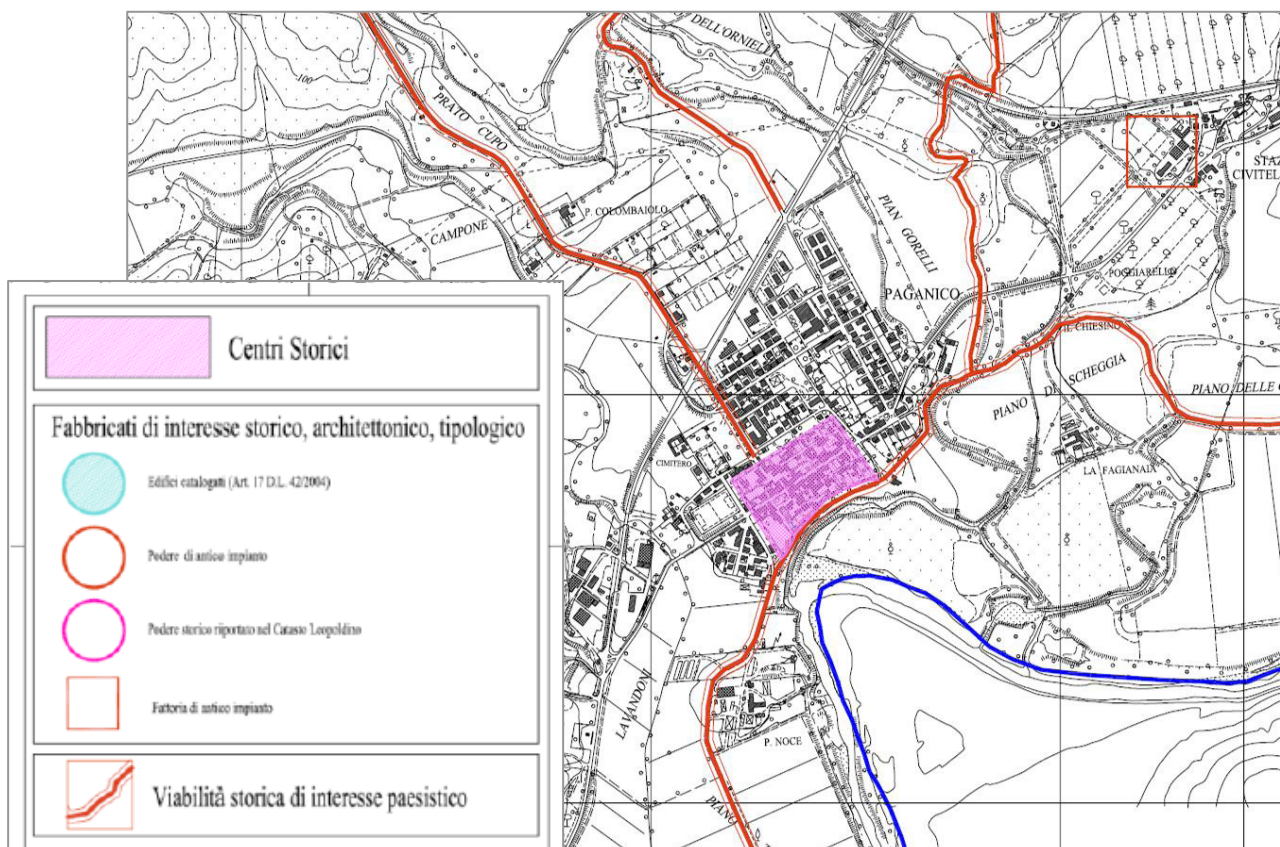 DELL'ORNIELI
100
PRATO CUPO
STAZ
CIVITEL
P. COLOMBAIOLO
CAMPONE
PIAN GORELLI
POGGIARELLO
PAGANICO
IL CHIESINO
PIANO DI SCHEGGIA
PIANO DELLE C
CIMITERO
LA FAGIANAIA
LAVANDONI
P. NOCE
PIANO
Centri Storici
Fabbricati di interesse storico, architettonico, tipologico
Edifici catalogati (Art. 17 D.L. 42/2004)
Podere di antico impianto
Podere storico riportato nel Catasto Leopoldino
Fattoria di antico impianto
Viabilità storica di interesse paesistico